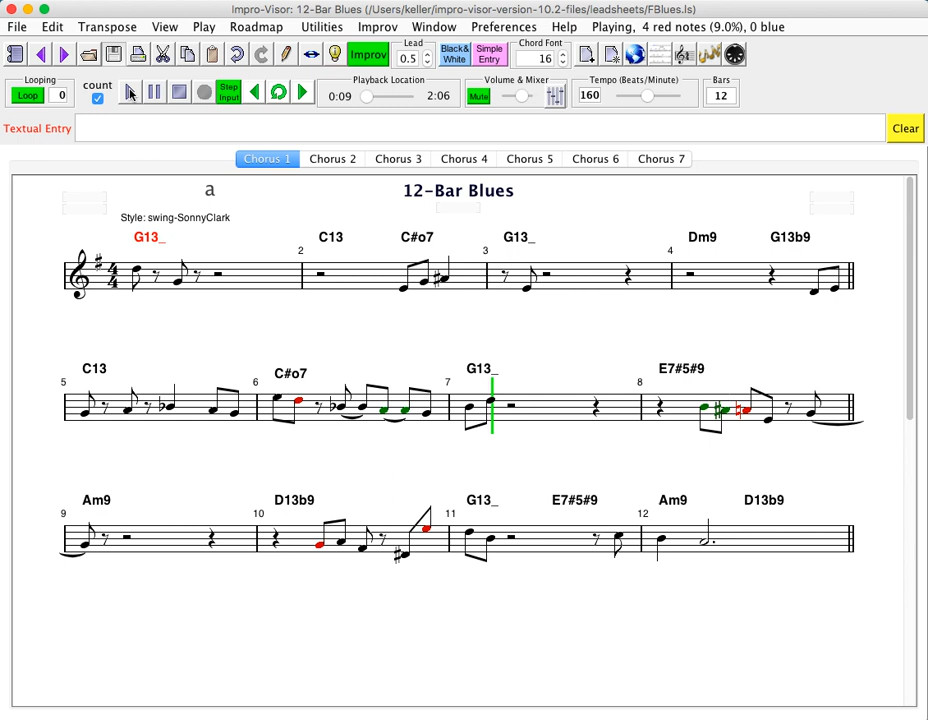 Impro-Visor: 12-Bar Blues (/Users/keller/impro-visor-version-10.2-files/leadsheets/FBlues.ls)
File Edit Transpose View Play Roadmap Utilities Improv Window Preferences Help Playing, 4 red notes (9.0%), 0 blue
Improv Lead 0.5 Black& White Simple Entry Chord Font 16
Looping Loop 0 count Step Input Playback Location 0:09 2:06 Volume & Mixer Mute Tempo (Beats/Minute) 160 Bars 12
Textual Entry Clear
Chorus 1 Chorus 2 Chorus 3 Chorus 4 Chorus 5 Chorus 6 Chorus 7
a 12-Bar Blues
Style: swing-SonnyClark
G13_ C13 C#o7 G13_ Dm9 G13b9
2 3 4
4
4
C13 C#o7 G13_ E7#5#9
5 6 7 8
Am9 D13b9 G13_ E7#5#9 Am9 D13b9
9 10 11 12